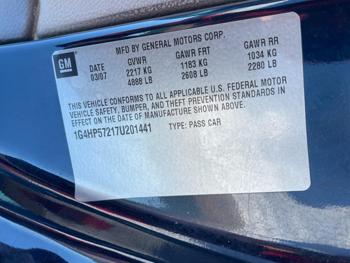 GM
MFD BY GENERAL MOTORS CORP.
DATE GVWR GAWR FRT GAWR RR
03/07 2217 KG 1183 KG 1034 KG
4888 LB 2608 LB 2280 LB
THIS VEHICLE CONFORMS TO ALL APPLICABLE U.S. FEDERAL MOTOR
VEHICLE SAFETY, BUMPER, AND THEFT PREVENTION STANDARDS IN
EFFECT ON THE DATE OF MANUFACTURE SHOWN ABOVE.
1G4HP57217U201441 TYPE: PASS CAR